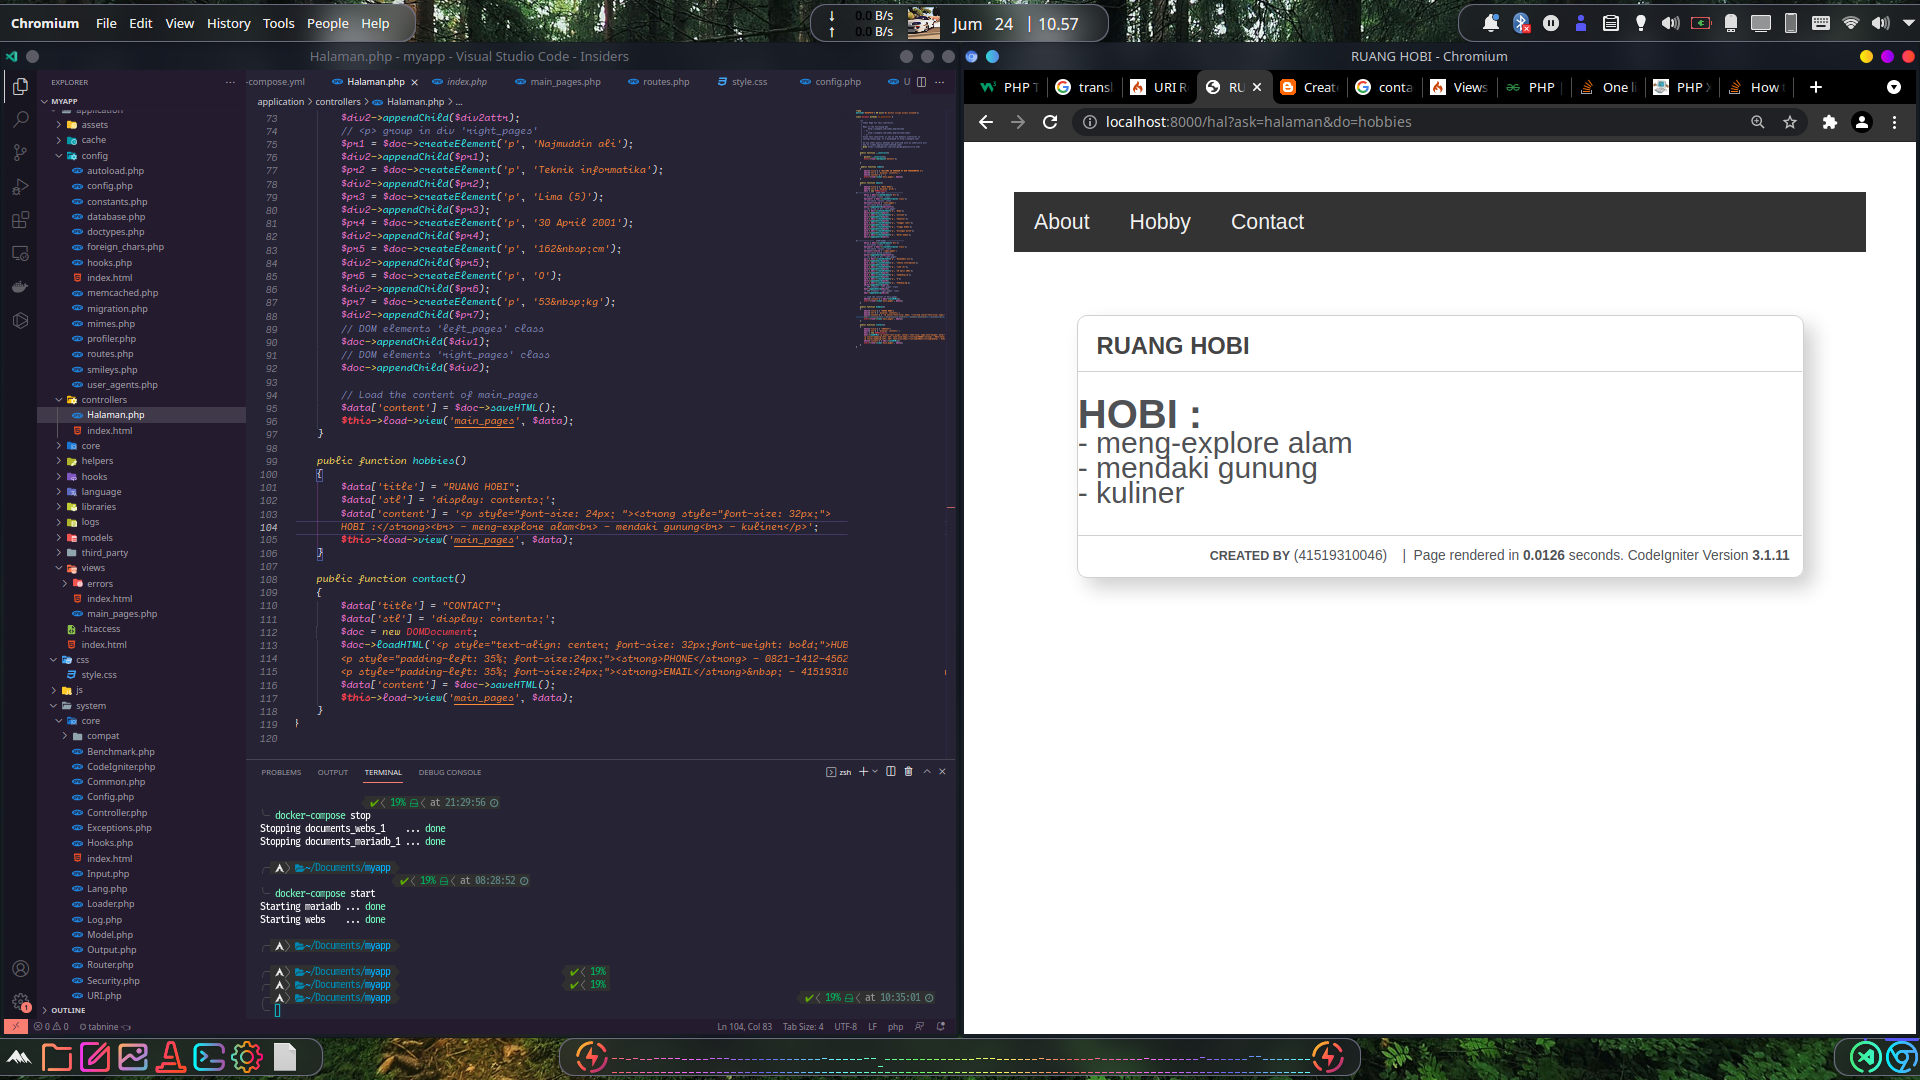 Chromium File Edit View History Tools People Help
0.0 B/s
0.0 B/s
Jum 24 | 10.57
Halaman.php - myapp - Visual Studio Code - Insiders
RUANG HOBI - Chromium
EXPLORER
-compose.yml Halaman.php index.php main_pages.php routes.php style.css config.php U
PHP T transl URI R RU Create conta Views PHP One li PHP How t
MYAPP
application > controllers > Halaman.php > ...
localhost:8000/hal?ask=halaman&do=hobbies
application
assets
cache
config
autoload.php
config.php
constants.php
database.php
doctypes.php
foreign_chars.php
hooks.php
index.html
memcached.php
migration.php
mimes.php
profiler.php
routes.php
smileys.php
user_agents.php
controllers
Halaman.php
index.html
core
helpers
hooks
language
libraries
logs
models
third_party
views
errors
index.html
main_pages.php
.htaccess
index.html
css
style.css
js
system
core
compat
Benchmark.php
CodeIgniter.php
Common.php
Config.php
Controller.php
Exceptions.php
Hooks.php
index.html
Input.php
Lang.php
Loader.php
Log.php
Model.php
Output.php
Router.php
Security.php
URI.php
OUTLINE
73 $div2->appendChild($div2attr);
74 // <p> group in div 'right_pages'
75 $pr1 = $doc->createElement('p', 'Najmuddin ali');
76 $div2->appendChild($pr1);
77 $pr2 = $doc->createElement('p', 'Teknik informatika');
78 $div2->appendChild($pr2);
79 $pr3 = $doc->createElement('p', 'Lima (5)');
80 $div2->appendChild($pr3);
81 $pr4 = $doc->createElement('p', '30 April 2001');
82 $div2->appendChild($pr4);
83 $pr5 = $doc->createElement('p', '162&nbsp;cm');
84 $div2->appendChild($pr5);
85 $pr6 = $doc->createElement('p', 'O');
86 $div2->appendChild($pr6);
87 $pr7 = $doc->createElement('p', '53&nbsp;kg');
88 $div2->appendChild($pr7);
89 // DOM elements 'left_pages' class
90 $doc->appendChild($div1);
91 // DOM elements 'right_pages' class
92 $doc->appendChild($div2);
93
94 // Load the content of main_pages
95 $data['content'] = $doc->saveHTML();
96 $this->load->view('main_pages', $data);
97 }
98
99 public function hobbies()
100 {
101 $data['title'] = "RUANG HOBI";
102 $data['stl'] = 'display: contents;';
103 $data['content'] = '<p style="font-size: 24px; "><strong style="font-size: 32px;">
104 HOBI :</strong><br> - meng-explore alam<br> - mendaki gunung<br> - kuliner</p>';
105 $this->load->view('main_pages', $data);
106 }
107
108 public function contact()
109 {
110 $data['title'] = "CONTACT";
111 $data['stl'] = 'display: contents;';
112 $doc = new DOMDocument;
113 $doc->loadHTML('<p style="text-align: center; font-size: 32px;font-weight: bold;">HUB
114 <p style="padding-left: 35%; font-size:24px;"><strong>PHONE</strong> - 0821-1412-4562
115 <p style="padding-left: 35%; font-size:24px;"><strong>EMAIL</strong>&nbsp; - 41519310
116 $data['content'] = $doc->saveHTML();
117 $this->load->view('main_pages', $data);
118 }
119 }
120
PROBLEMS OUTPUT TERMINAL DEBUG CONSOLE zsh
19% at 21:29:56
docker-compose stop
Stopping documents_webs_1 ... done
Stopping documents_mariadb_1 ... done
~/Documents/myapp
19% at 08:28:52
docker-compose start
Starting mariadb ... done
Starting webs ... done
~/Documents/myapp
~/Documents/myapp 19%
~/Documents/myapp 19%
~/Documents/myapp 19% at 10:35:01
0 0 tabnine Ln 104, Col 83 Tab Size: 4 UTF-8 LF php
About Hobby Contact
RUANG HOBI
HOBI :
- meng-explore alam
- mendaki gunung
- kuliner
CREATED BY (41519310046) | Page rendered in 0.0126 seconds. CodeIgniter Version 3.1.11